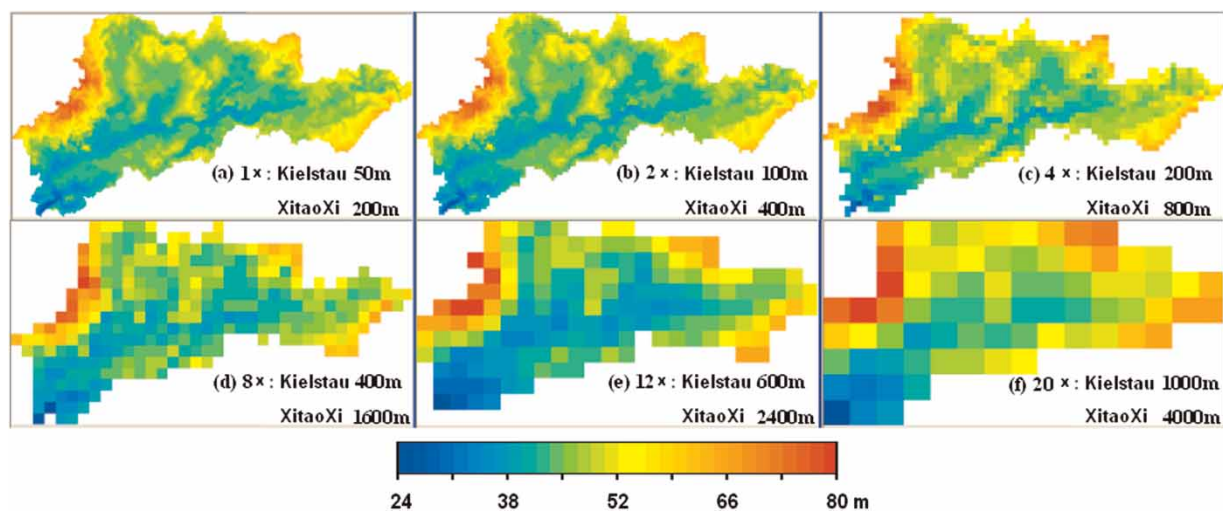 (a) 1×: Kielstau 50m
XitaoXi 200m
(b) 2×: Kielstau 100m
XitaoXi 400m
(c) 4×: Kielstau 200m
XitaoXi 800m
(d) 8×: Kielstau 400m
XitaoXi 1600m
(e) 12×: Kielstau 600m
XitaoXi 2400m
(f) 20×: Kielstau 1000m
XitaoXi 4000m
24 38 52 66 80 m